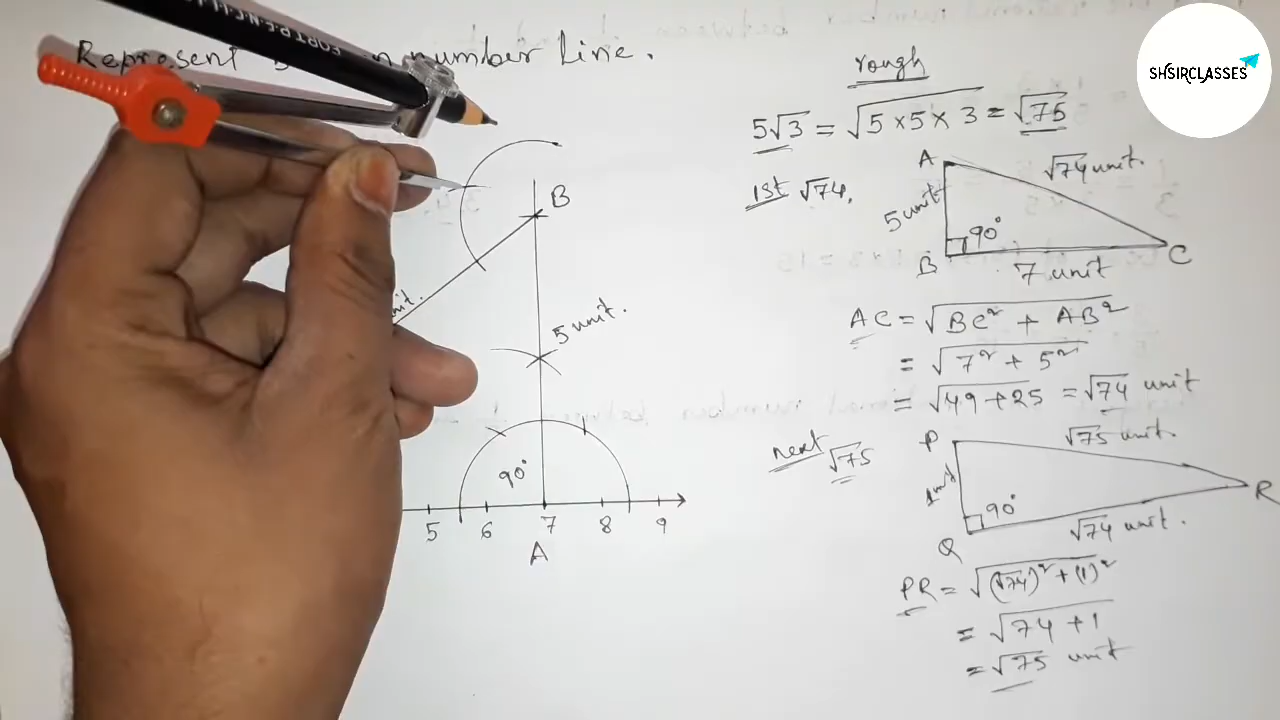 Represent number line.
rough
5√3 = √5×5×3 = √75
1st √74.
A
√74 unit.
5 unit
90°
B
7 unit
C
AC = √BC² + AB²
= √7² + 5²
= √49+25 = √74 unit
next √75
P
√75 unit.
1 unit
90°
R
Q
√74 unit.
PR = √(√74)² + (1)²
= √74 + 1
= √75 unit
B
5 unit.
90°
5 6 7 8 9
A
SHSIRCLASSES